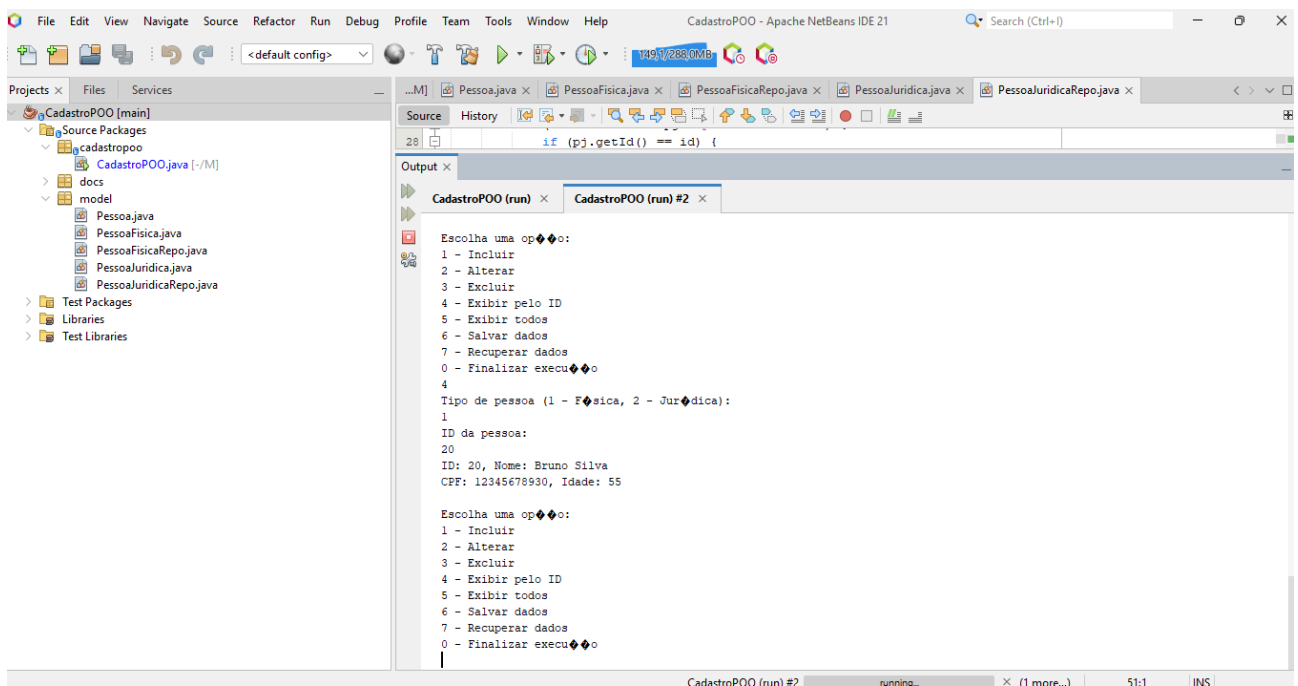 File Edit View Navigate Source Refactor Run Debug Profile Team Tools Window Help CadastroPOO - Apache NetBeans IDE 21 Search (Ctrl+I)
<default config> 149,1/288,0MB
Projects Files Services
...M] Pessoa.java PessoaFisica.java PessoaFisicaRepo.java PessoaJuridica.java PessoaJuridicaRepo.java
CadastroPOO [main]
Source Packages
cadastropoo
CadastroPOO.java [-/M]
docs
model
Pessoa.java
PessoaFisica.java
PessoaFisicaRepo.java
PessoaJuridica.java
PessoaJuridicaRepo.java
Test Packages
Libraries
Test Libraries
Source History
28 if (pj.getId() == id) {
Output
CadastroPOO (run) CadastroPOO (run) #2
Escolha uma op��o:
1 - Incluir
2 - Alterar
3 - Excluir
4 - Exibir pelo ID
5 - Exibir todos
6 - Salvar dados
7 - Recuperar dados
0 - Finalizar execu��o
4
Tipo de pessoa (1 - F�sica, 2 - Jur�dica):
1
ID da pessoa:
20
ID: 20, Nome: Bruno Silva
CPF: 12345678930, Idade: 55
Escolha uma op��o:
1 - Incluir
2 - Alterar
3 - Excluir
4 - Exibir pelo ID
5 - Exibir todos
6 - Salvar dados
7 - Recuperar dados
0 - Finalizar execu��o
CadastroPOO (run) #2 running... (1 more...) 51:1 INS